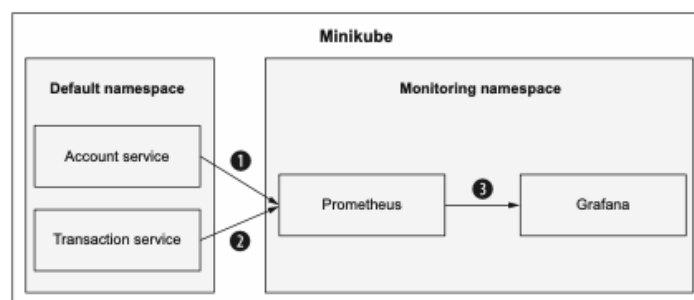 Minikube
Default namespace
Account service
Transaction service
1
2
Monitoring namespace
Prometheus
3
Grafana